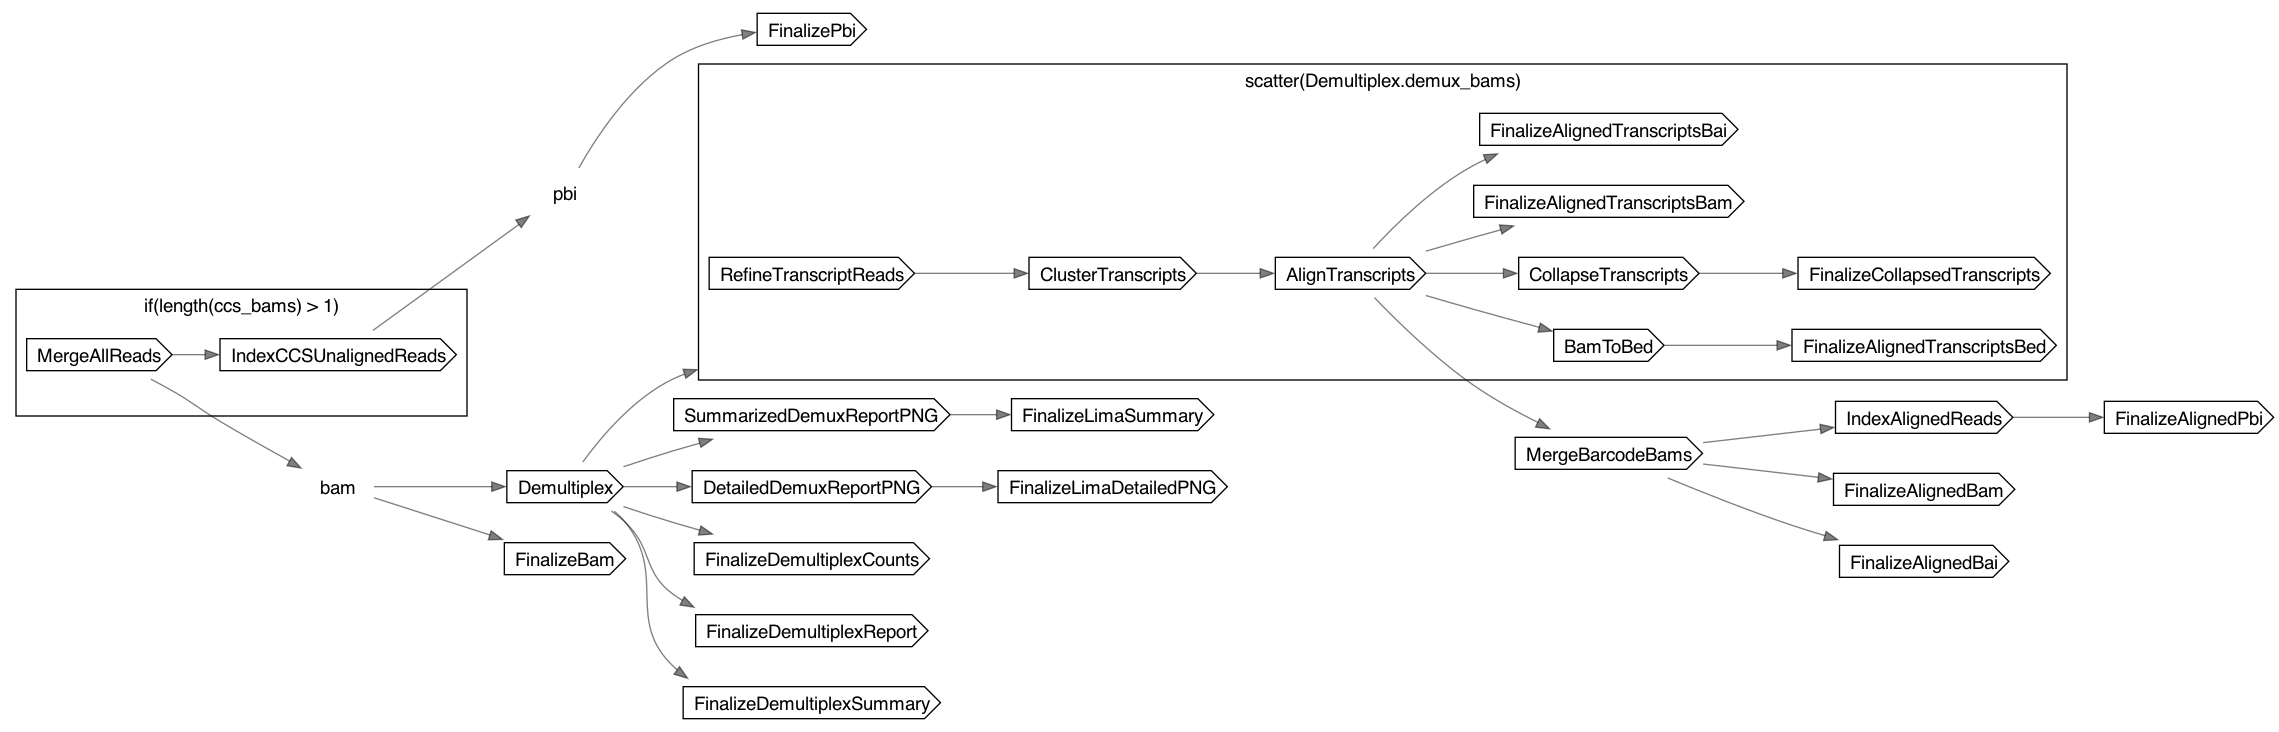 FinalizePbi
scatter(Demultiplex.demux_bams)
FinalizeAlignedTranscriptsBai
pbi
FinalizeAlignedTranscriptsBam
RefineTranscriptReads
ClusterTranscripts
AlignTranscripts
CollapseTranscripts
FinalizeCollapsedTranscripts
if(length(ccs_bams) > 1)
MergeAllReads
IndexCCSUnalignedReads
BamToBed
FinalizeAlignedTranscriptsBed
SummarizedDemuxReportPNG
FinalizeLimaSummary
IndexAlignedReads
FinalizeAlignedPbi
MergeBarcodeBams
bam
Demultiplex
DetailedDemuxReportPNG
FinalizeLimaDetailedPNG
FinalizeAlignedBam
FinalizeBam
FinalizeDemultiplexCounts
FinalizeAlignedBai
FinalizeDemultiplexReport
FinalizeDemultiplexSummary